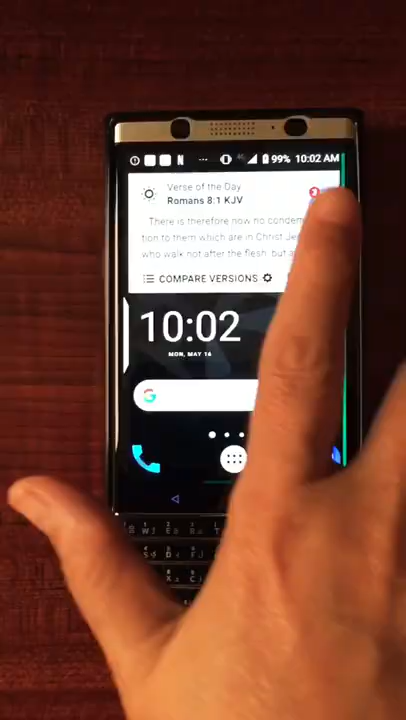 N ... 4G 99% 10:02 AM
Verse of the Day
Romans 8:1 KJV
There is therefore now no condem
tion to them which are in Christ Je
who walk not after the flesh, but a
COMPARE VERSIONS
10:02
MON, MAY 16
G
W E R
S D F
Z X C